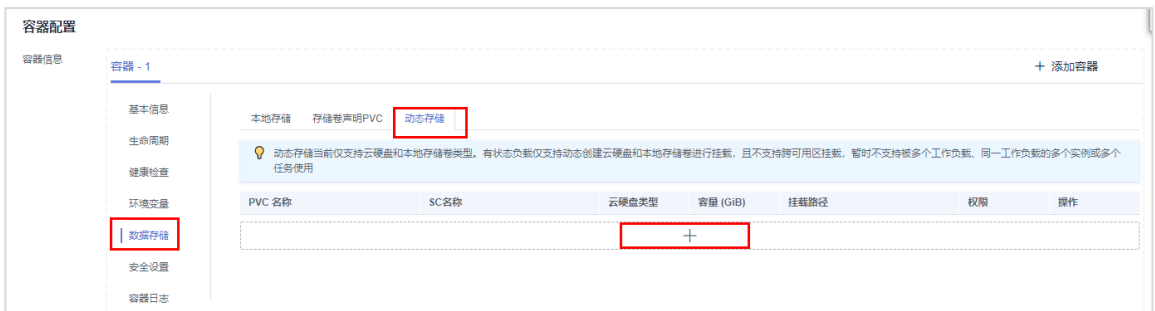 容器配置
容器信息
容器 - 1
+ 添加容器
基本信息
生命周期
健康检查
环境变量
数据存储
安全设置
容器日志
本地存储 存储卷声明PVC 动态存储
动态存储当前仅支持云硬盘和本地存储卷类型。有状态负载仅支持动态创建云硬盘和本地存储卷进行挂载，且不支持跨可用区挂载，暂时不支持被多个工作负载、同一工作负载的多个实例或多个
任务使用
PVC 名称 SC名称 云硬盘类型 容量 (GiB) 挂载路径 权限 操作
+